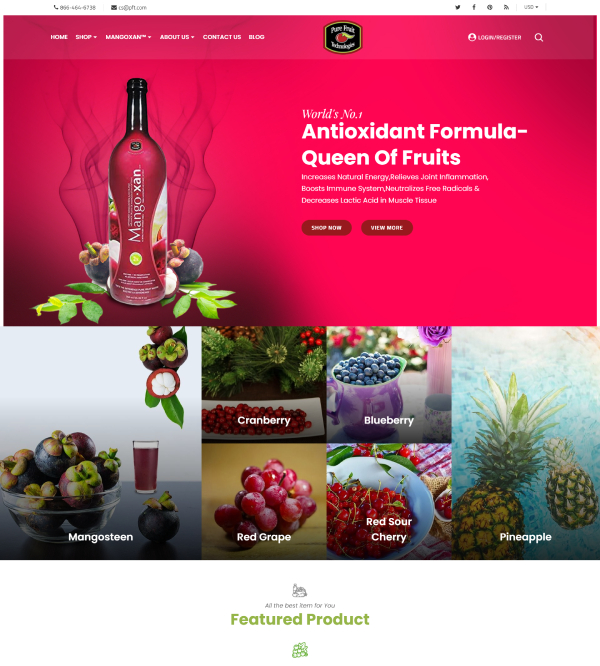 866-464-6738
cs@pft.com
USD
HOME
SHOP
MANGOXAN™
ABOUT US
CONTACT US
BLOG
Pure Fruit
Technologies
LOGIN/REGISTER
World's No.1
Antioxidant Formula-
Queen Of Fruits
Increases Natural Energy,Relieves Joint Inflammation,
Boosts Immune System,Neutralizes Free Radicals &
Decreases Lactic Acid in Muscle Tissue
SHOP NOW
VIEW MORE
Mango·xan
Cranberry
Blueberry
Mangosteen
Red Grape
Red Sour
Cherry
Pineapple
All the best item for You
Featured Product